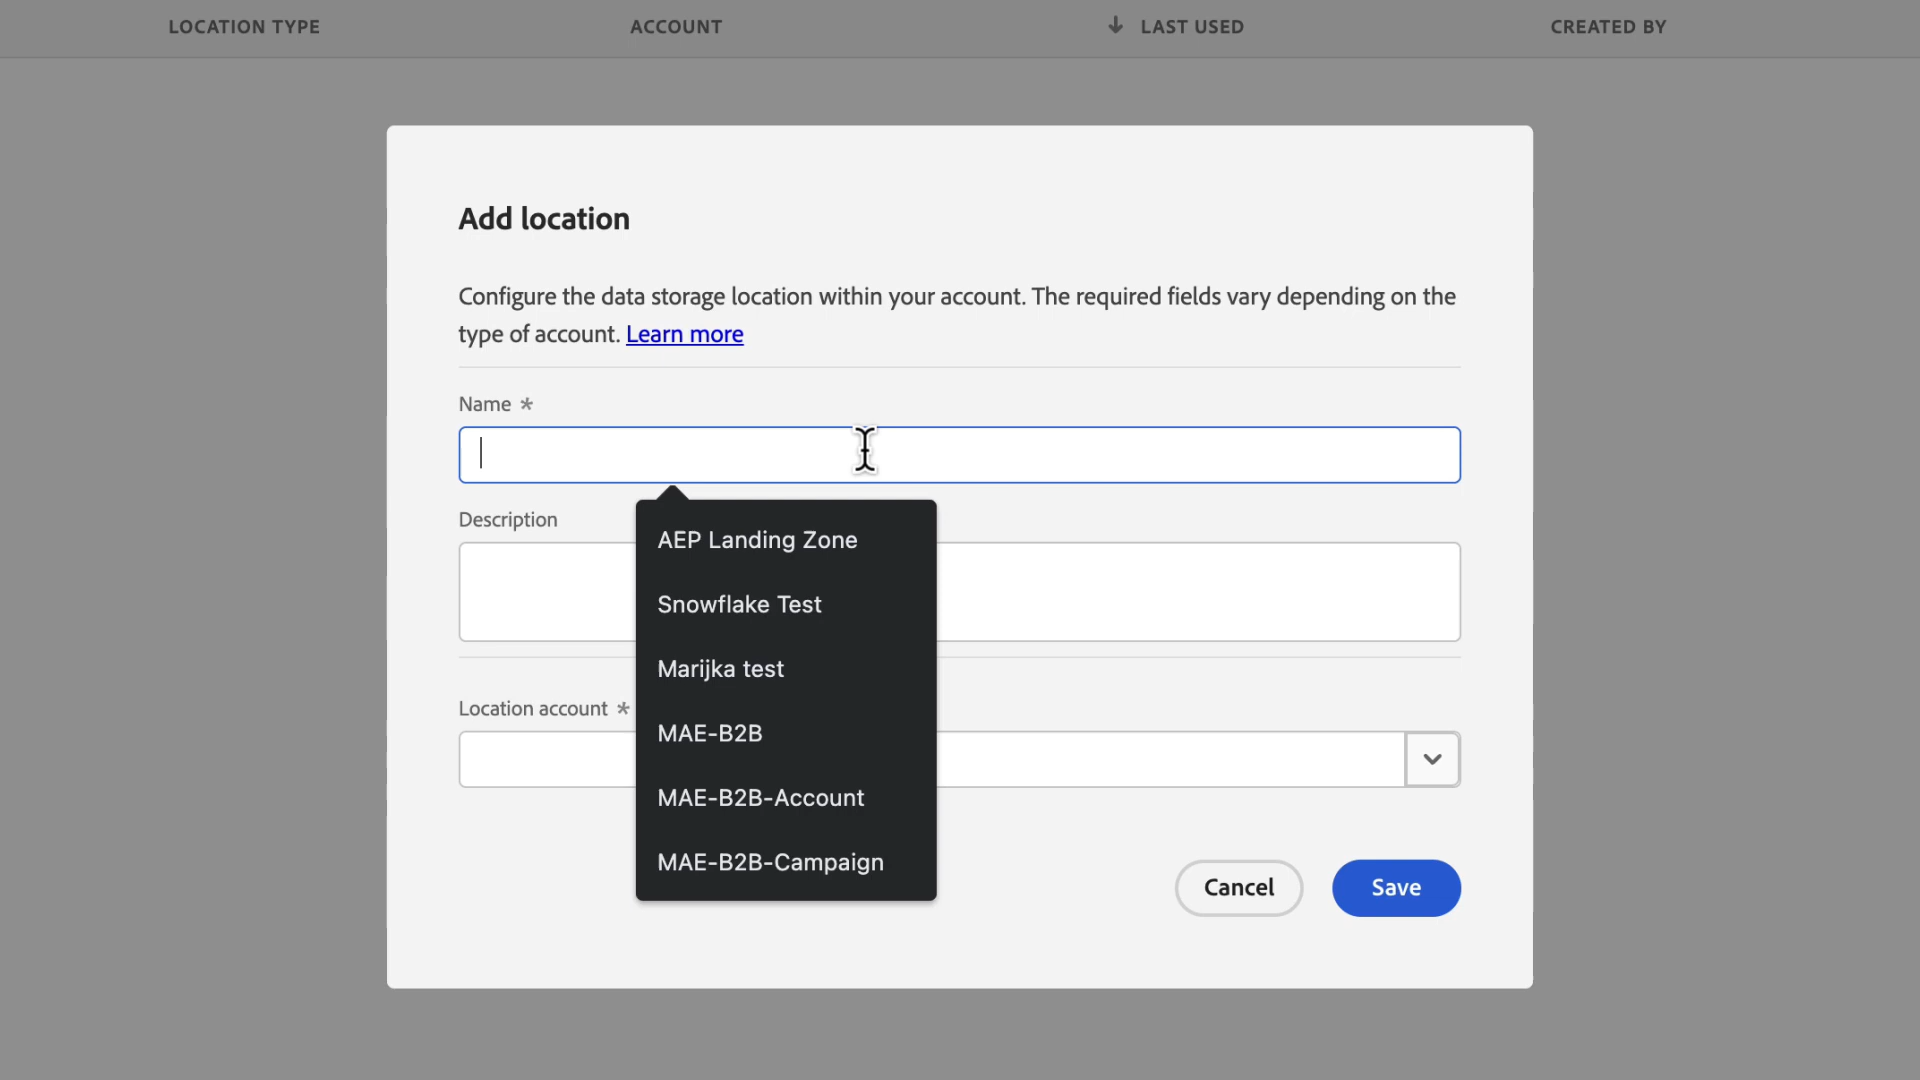 LOCATION TYPE ACCOUNT LAST USED CREATED BY
Add location
Configure the data storage location within your account. The required fields vary depending on the
type of account. Learn more
Name *
AEP Landing Zone
Description
Snowflake Test
Marijka test
Location account *
MAE-B2B
MAE-B2B-Account
MAE-B2B-Campaign
Cancel Save